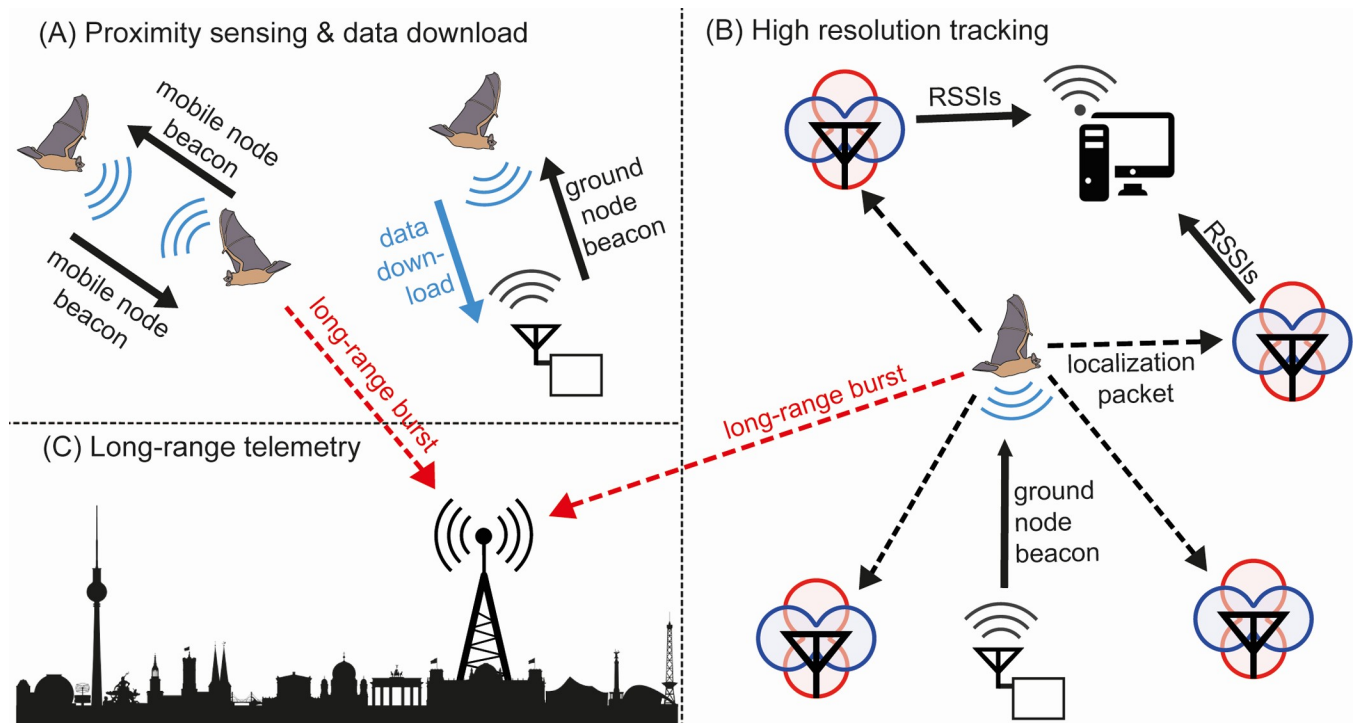 (A) Proximity sensing & data download
mobile node
beacon
mobile node
beacon
data
down-
load
ground
node
beacon
long-range burst
(B) High resolution tracking
RSSIs
RSSIs
localization
packet
long-range burst
ground
node
beacon
(C) Long-range telemetry